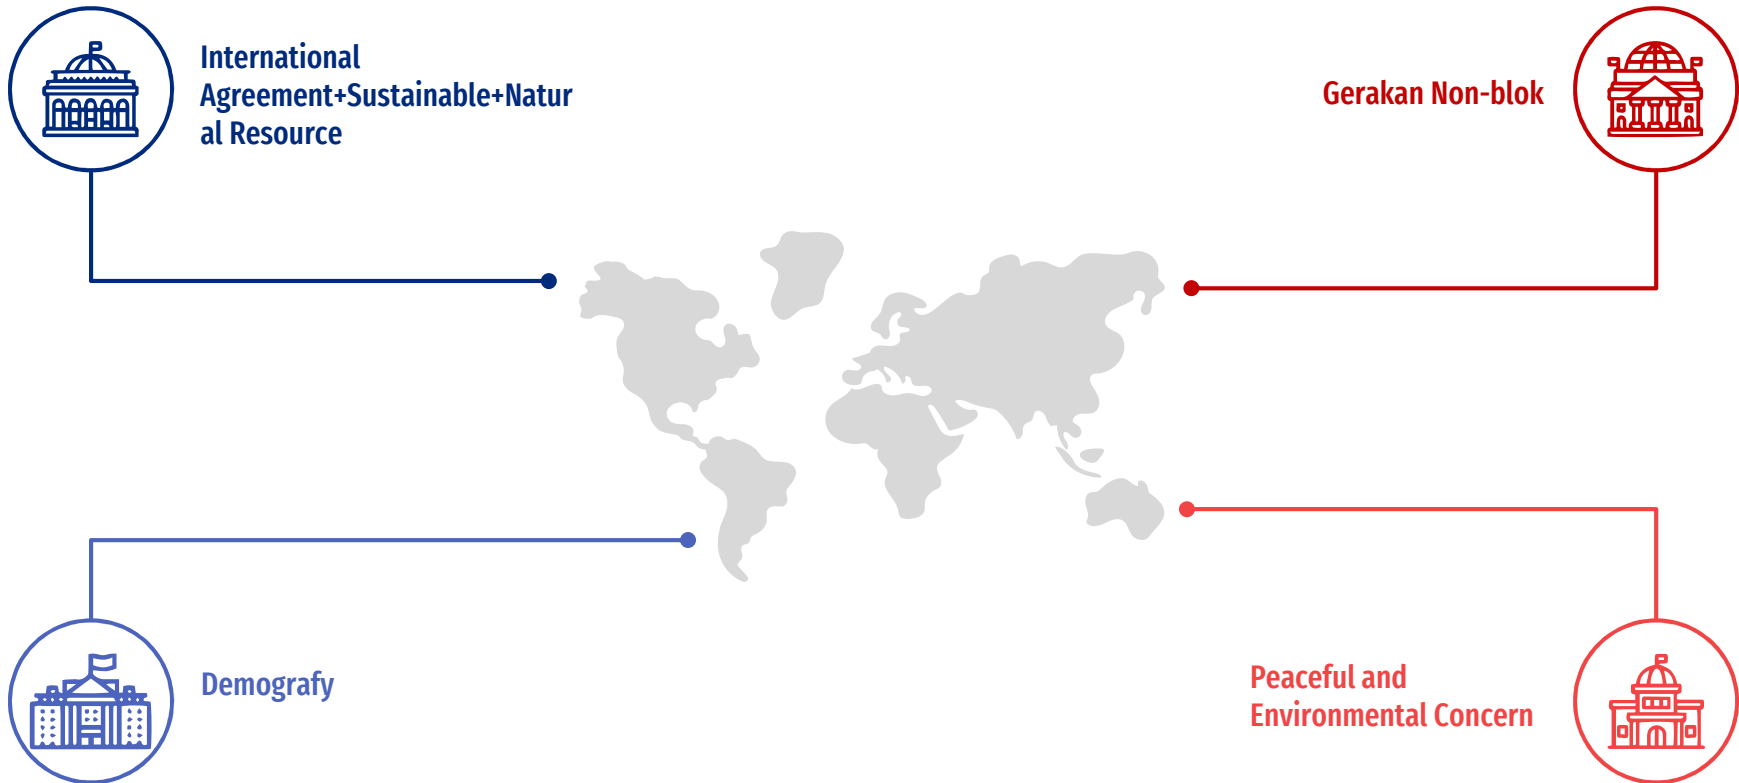 International
Agreement+Sustainable+Natur
al Resource
Gerakan Non-blok
Demografy
Peaceful and
Environmental Concern